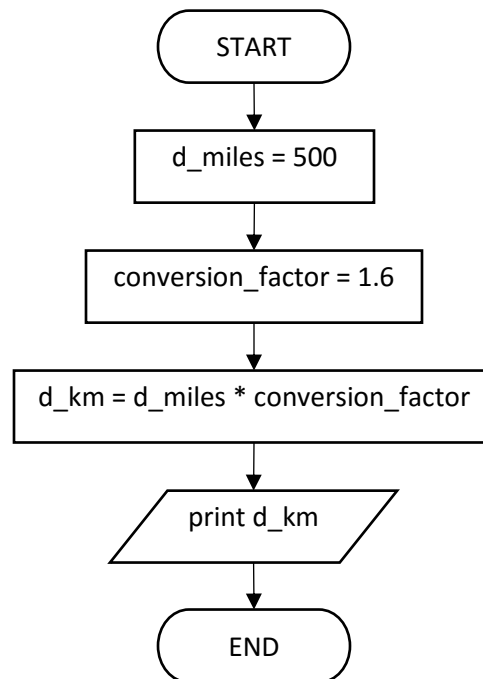 START
d_miles = 500
conversion_factor = 1.6
d_km = d_miles * conversion_factor
print d_km
END